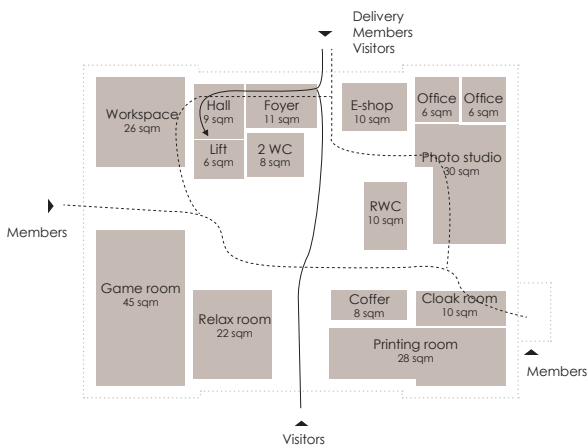 Delivery
Members
Visitors
Workspace
26 sqm
Hall
9 sqm
Foyer
11 sqm
E-shop
10 sqm
Office
6 sqm
Office
6 sqm
Lift
6 sqm
2 WC
8 sqm
Photo studio
30 sqm
RWC
10 sqm
Members
Game room
45 sqm
Relax room
22 sqm
Coffer
8 sqm
Cloak room
10 sqm
Printing room
28 sqm
Members
Visitors